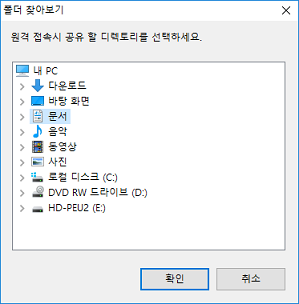 폴더 찾아보기
원격 접속시 공유 할 디렉토리를 선택하세요.
내 PC
다운로드
바탕 화면
문서
음악
동영상
사진
로컬 디스크 (C:)
DVD RW 드라이브 (D:)
HD-PEU2 (E:)
확인
취소